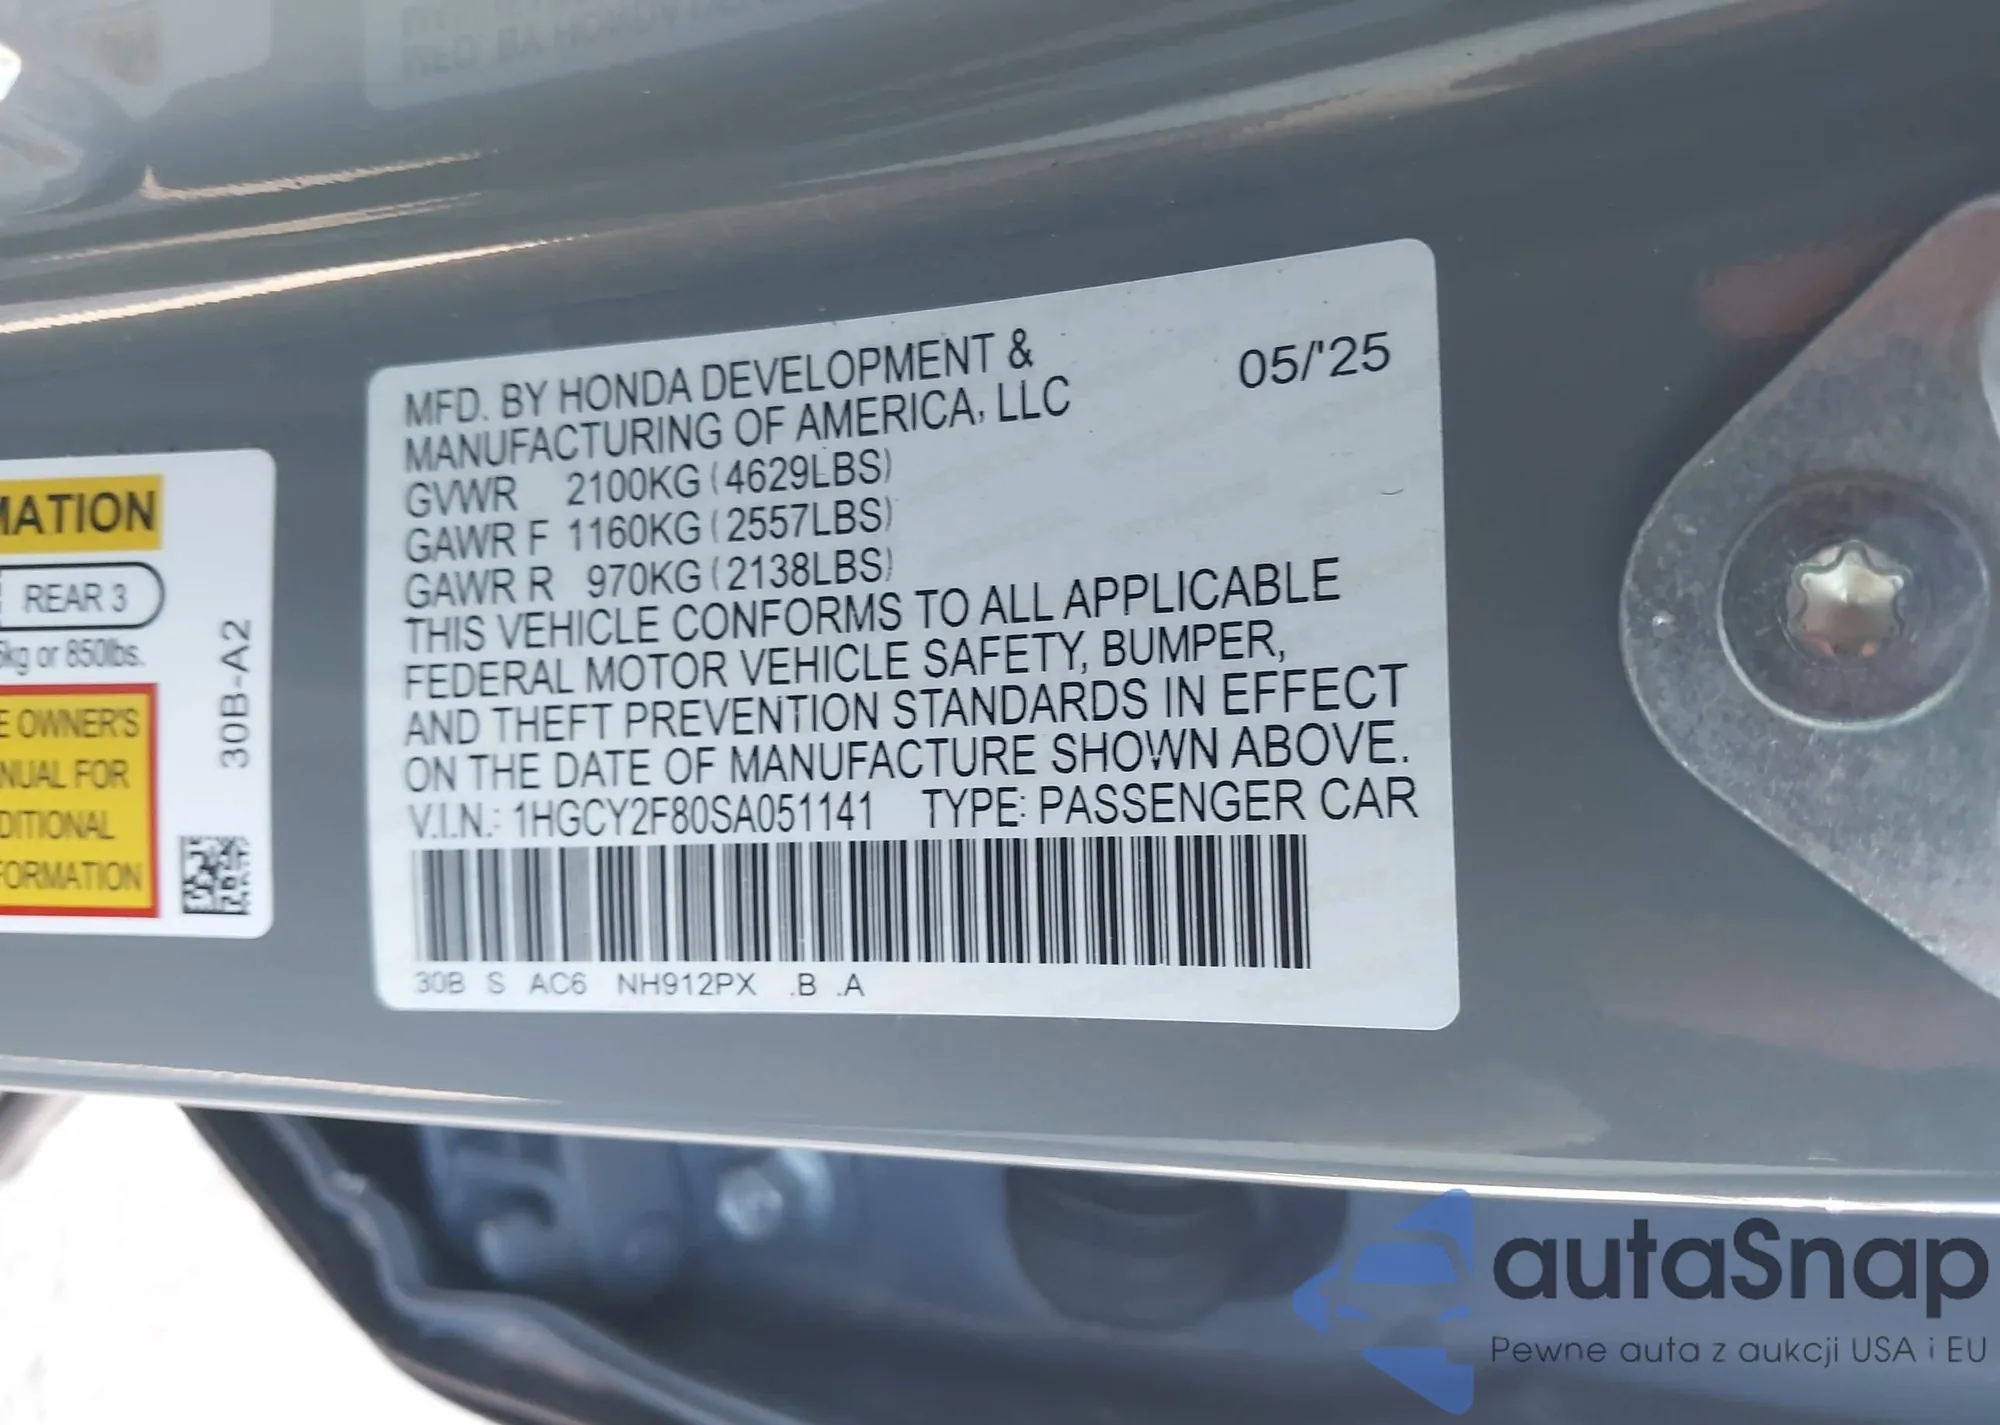 MATION
REAR 3
kg or 850lbs.
E OWNER'S
NUAL FOR
DITIONAL
FORMATION
30B-A2
MFD. BY HONDA DEVELOPMENT &
MANUFACTURING OF AMERICA, LLC
05/'25
GVWR 2100KG (4629LBS)
GAWR F 1160KG (2557LBS)
GAWR R 970KG (2138LBS)
THIS VEHICLE CONFORMS TO ALL APPLICABLE
FEDERAL MOTOR VEHICLE SAFETY, BUMPER,
AND THEFT PREVENTION STANDARDS IN EFFECT
ON THE DATE OF MANUFACTURE SHOWN ABOVE.
V.I.N.: 1HGCY2F80SA051141 TYPE: PASSENGER CAR
30B S AC6 NH912PX .B .A
autaSnap
Pewne auta z aukcji USA i EU